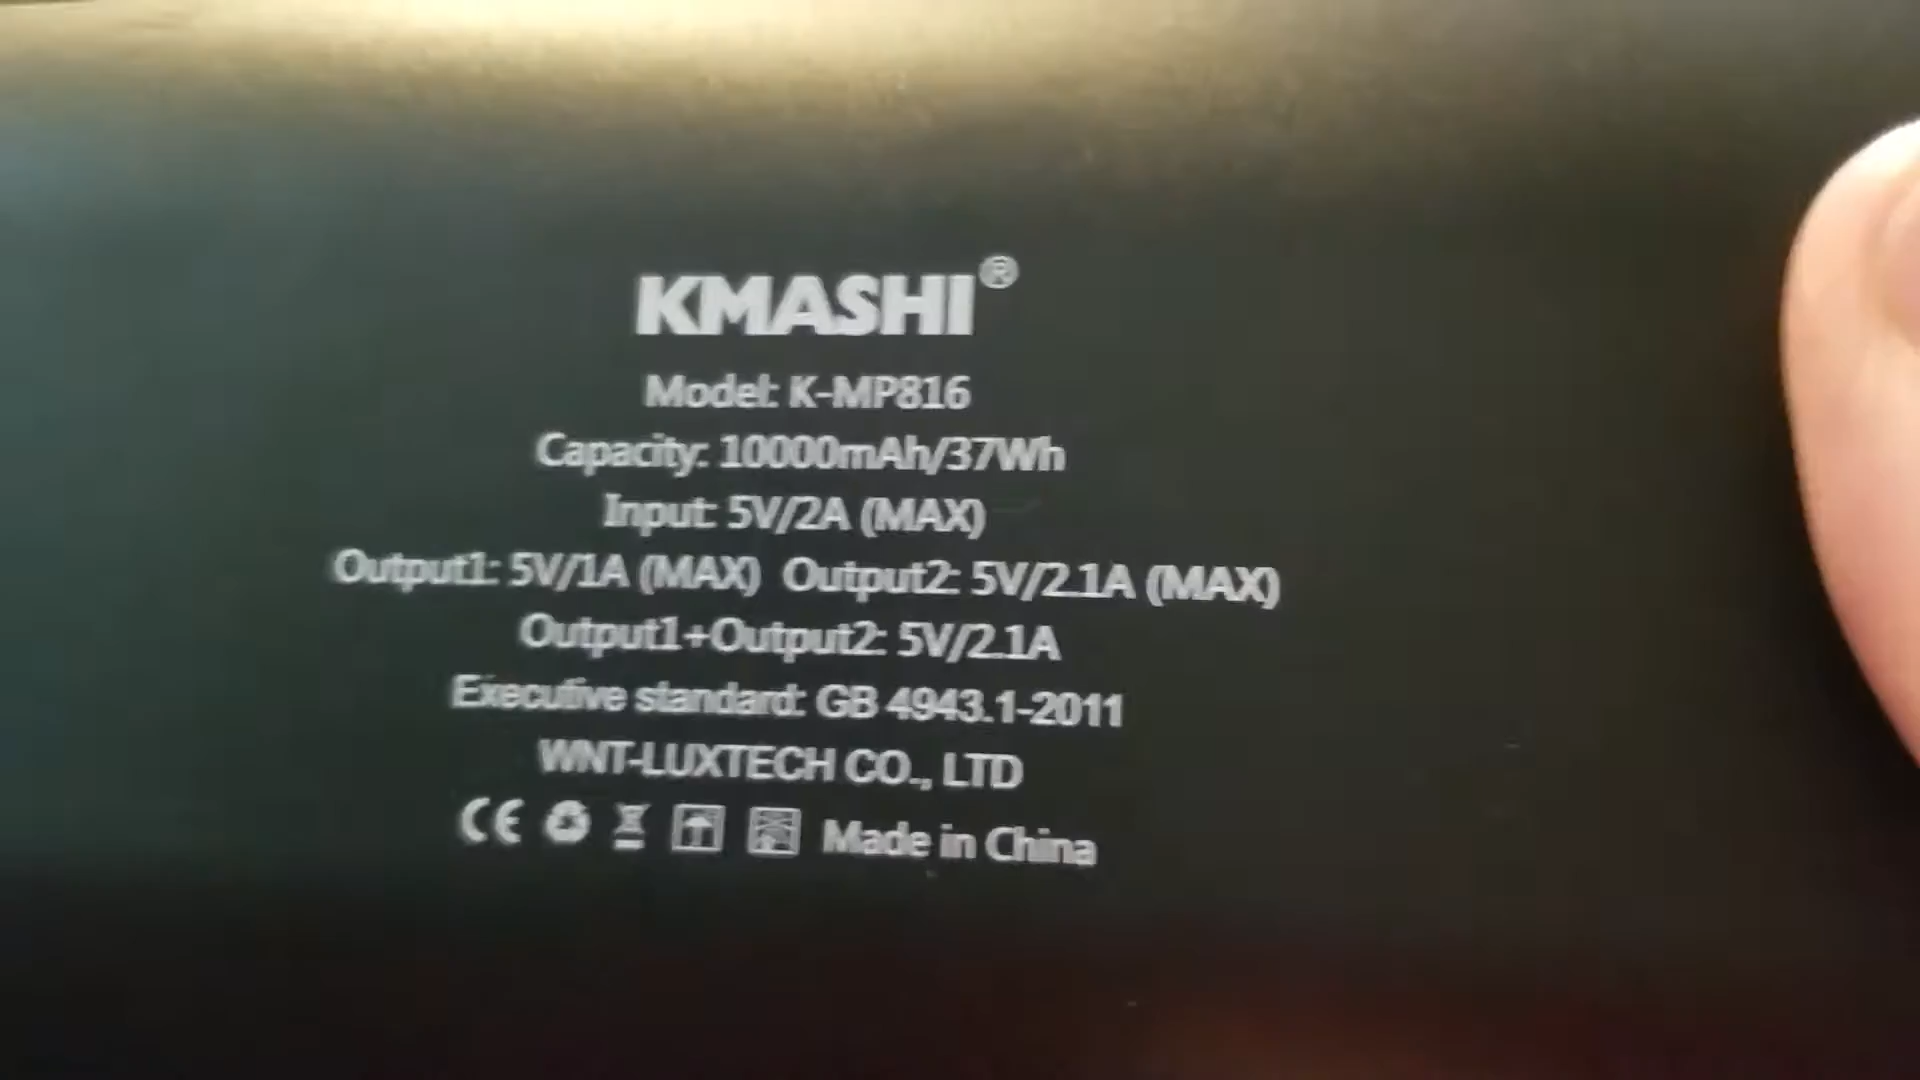 KMASHI®
Model: K-MP816
Capacity: 10000mAh/37Wh
Input: 5V/2A (MAX)
Output1: 5V/1A (MAX) Output2: 5V/2.1A (MAX)
Output1+Output2: 5V/2.1A
Executive standard: GB 4943.1-2011
WNT-LUXTECH CO., LTD
CE Made in China